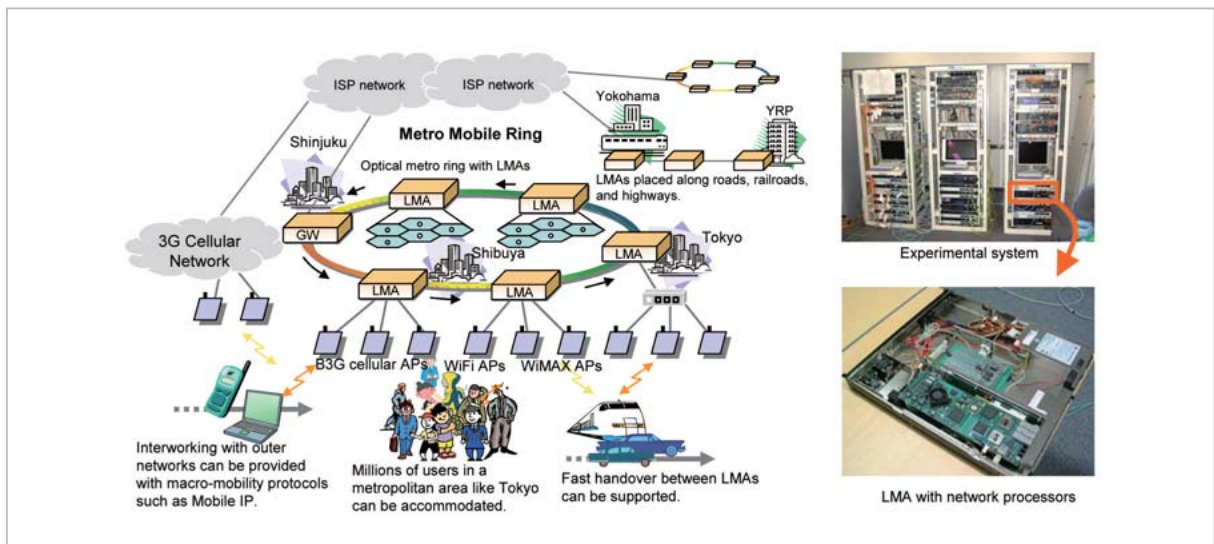 ISP network
ISP network
Yokohama
YRP
Shinjuku
Metro Mobile Ring
Optical metro ring with LMAs
LMAs placed along roads, railroads,
and highways.
LMA
LMA
GW
3G Cellular
Network
Shibuya
LMA
Tokyo
LMA
LMA
B3G cellular APs
WiFi APs
WiMAX APs
Interworking with outer
networks can be provided
with macro-mobility protocols
such as Mobile IP.
Millions of users in a
metropolitan area like Tokyo
can be accommodated.
Fast handover between LMAs
can be supported.
Experimental system
LMA with network processors